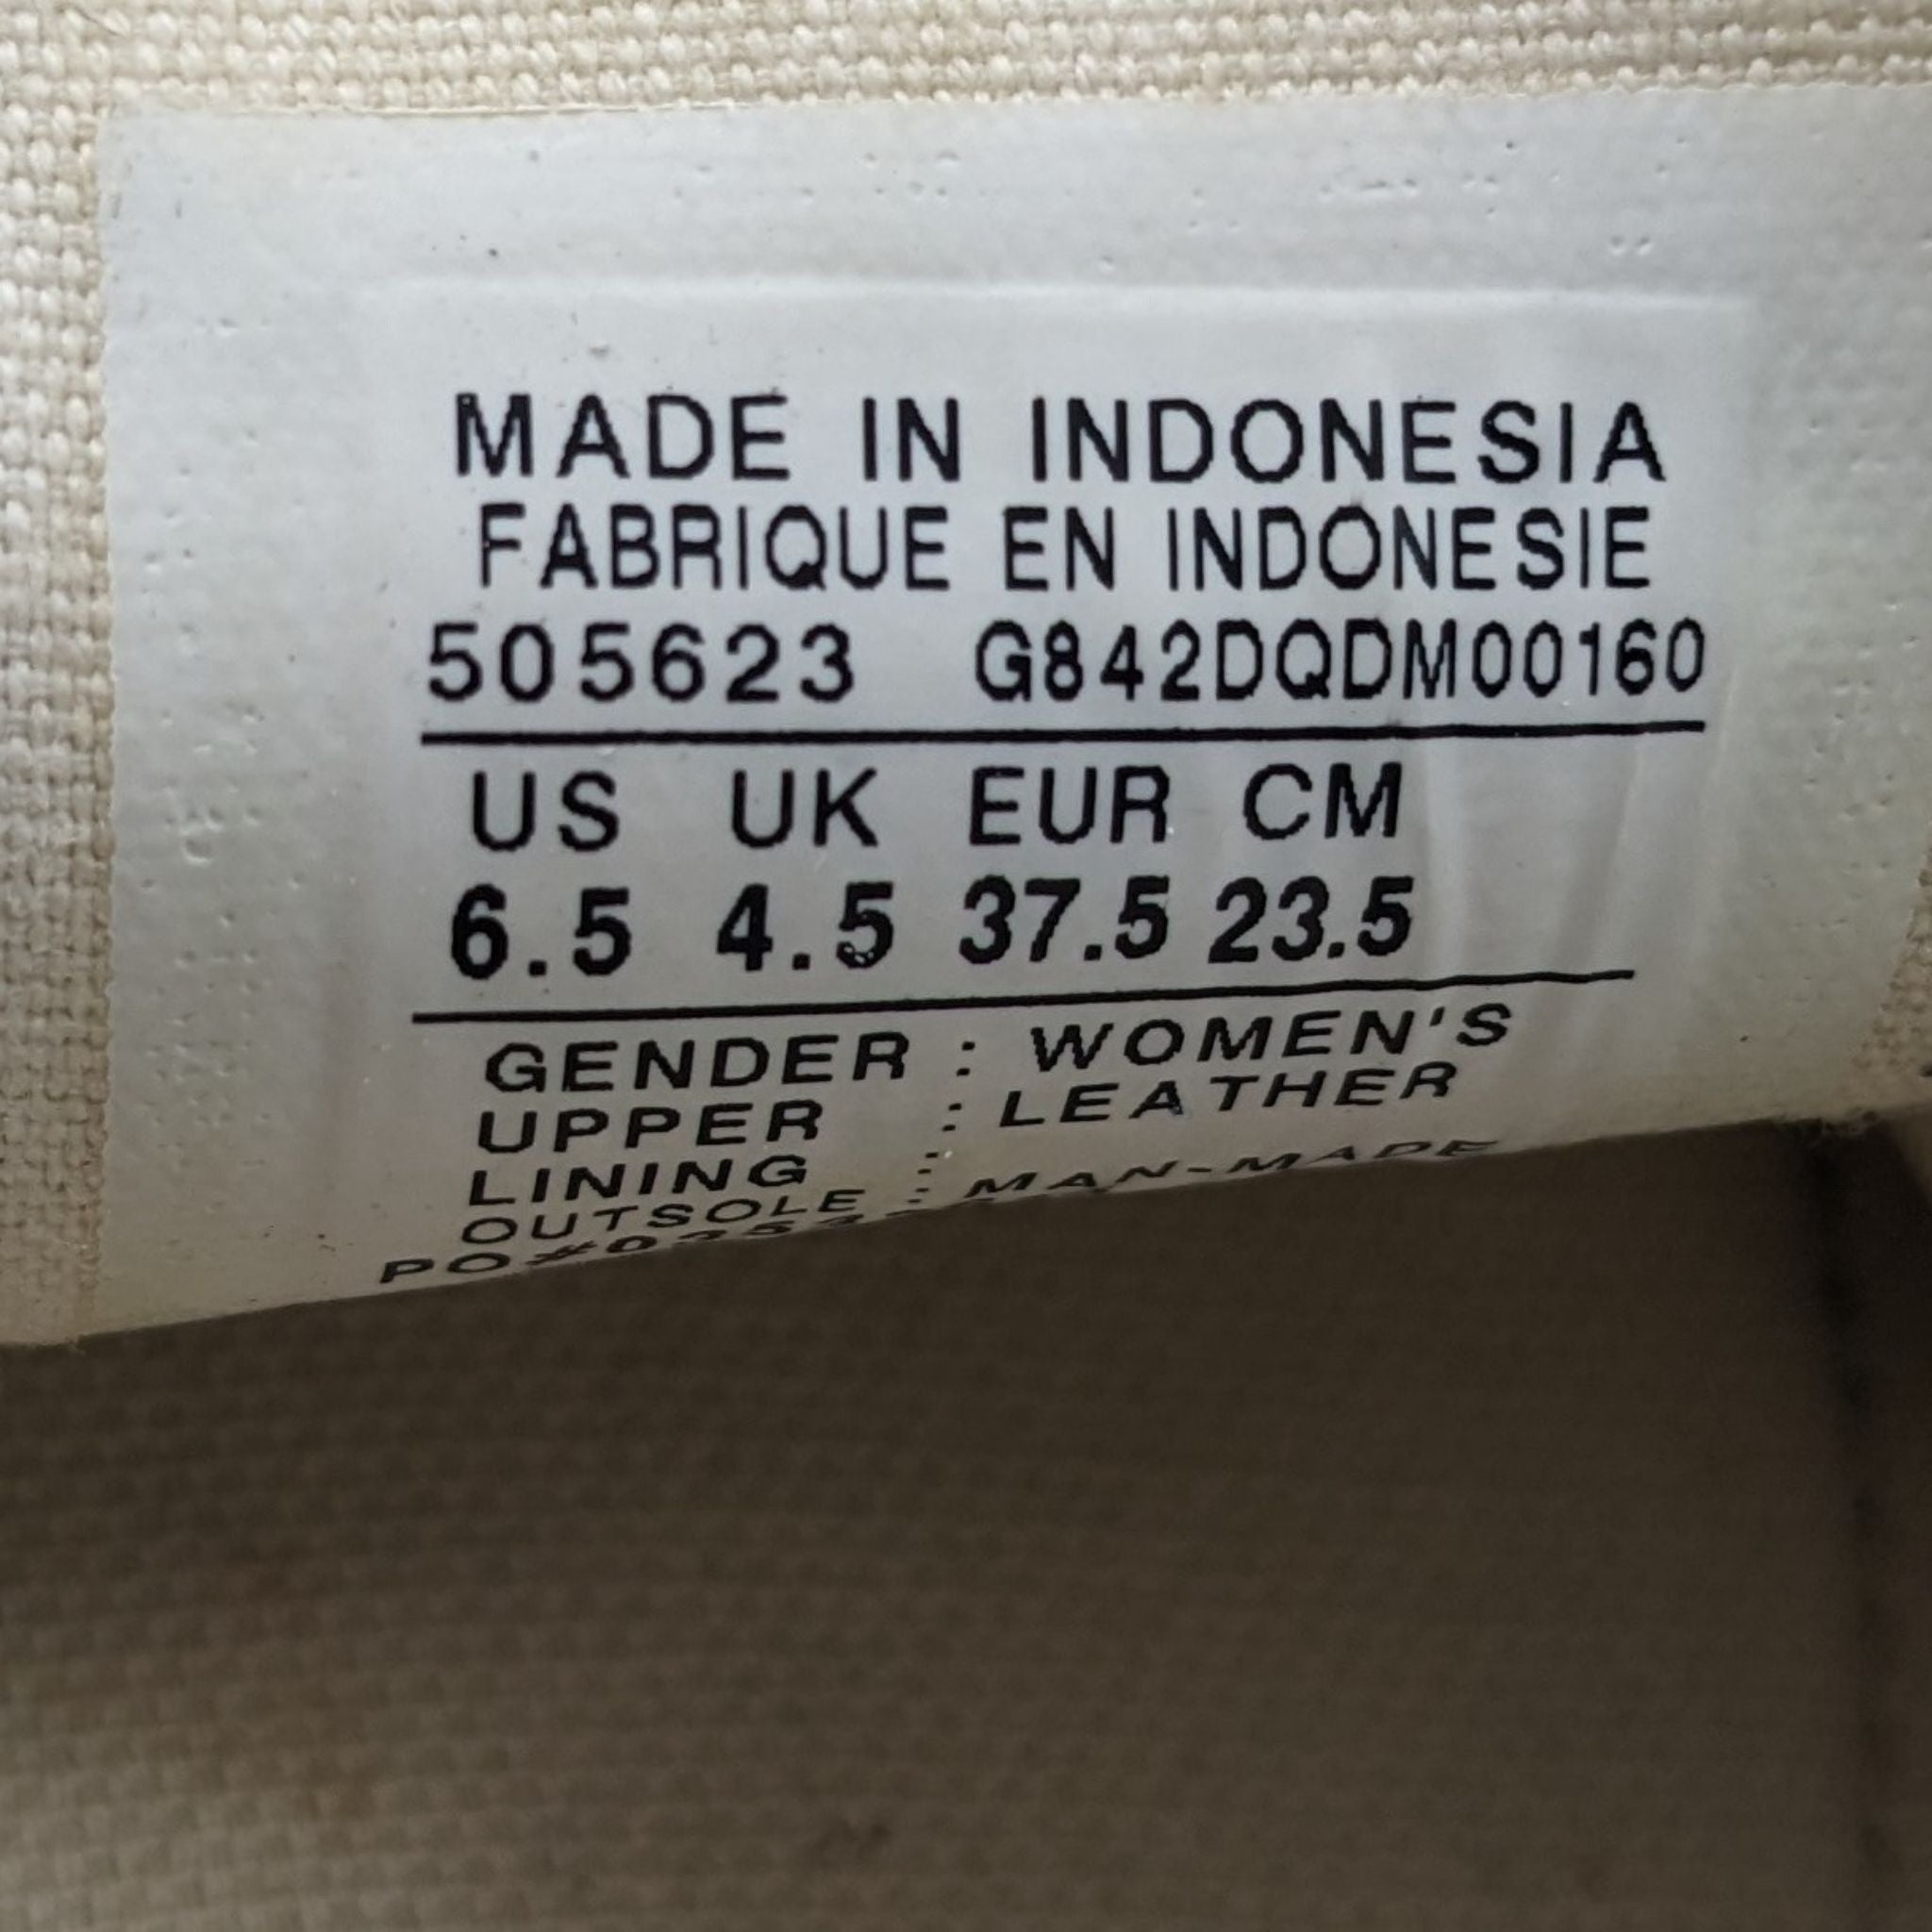 MADE IN INDONESIA
FABRIQUE EN INDONESIE
505623 G842DQDM00160
US UK EUR CM
6.5 4.5 37.5 23.5
GENDER : WOMEN'S
UPPER : LEATHER
LINING :
OUTSOLE : MAN-MADE